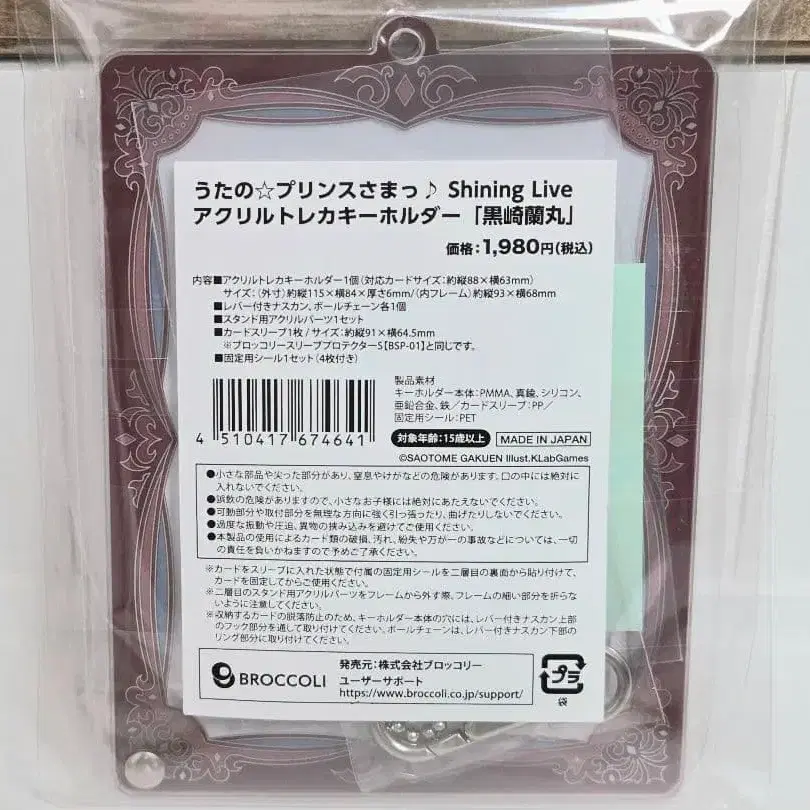 うたの☆プリンスさまっ♪ Shining Live
アクリルトレカキーホルダー「黒崎蘭丸」
価格：1,980円（税込）
内容■アクリルトレカキーホルダー1個（対応カードサイズ：約縦88×横63mm）
サイズ：（外寸）約縦115×横84×厚さ6mm/（内フレーム）約縦93×横68mm
■レバー付きナスカン、ボールチェーン各1個
■スタンド用アクリルパーツ1セット
■カードスリーブ1枚/サイズ：約縦91×横64.5mm
※ブロッコリースリーブプロテクターS【BSP-01】と同じです。
■固定用シール1セット（4枚付き）
製品素材
キーホルダー本体：PMMA、真鍮、シリコン、
亜鉛合金、鉄／カードスリーブ：PP／
固定用シール：PET
4 510417 674641
対象年齢：15歳以上 MADE IN JAPAN
©SAOTOME GAKUEN Illust.KLabGames
●小さな部品や尖った部分があり、窒息やけがなどの危険があります。口の中には絶対に
入れないでください。
●誤飲の危険がありますので、小さなお子様には絶対にあたえないでください。
●可動部分や取付部分を無理な方向に強く引っ張ったり、曲げたりしないでください。
●過度な振動や圧迫、異物の挟み込みを避けてご使用ください。
●本製品の使用によるカード類の破損、汚れ、紛失や万が一の事故などについては、一切
の責任を負いかねますので予めご了承ください。
※カードをスリーブに入れた状態で付属の固定用シールを二層目の裏面から貼り付けて、
カードを固定してからご使用ください。
※二層目のスタンド用アクリルパーツをフレームから外す際、フレームの細い部分を折らな
いように注意してください。
※収納するカードの脱落防止のため、キーホルダー本体の穴には、レバー付きナスカン上部
のフック部分を通して取り付けてください。ボールチェーンは、レバー付きナスカン下部の
リング部分に取り付けてください。
BROCCOLI
発売元：株式会社ブロッコリー
ユーザーサポート
https://www.broccoli.co.jp/support/
プラ
袋